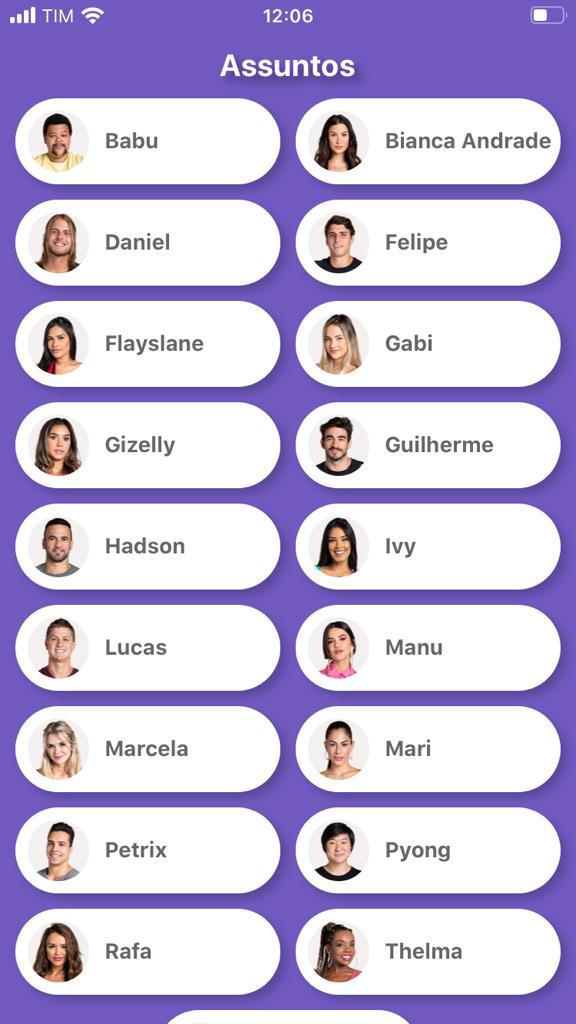 TIM 12:06
Assuntos
Babu
Bianca Andrade
Daniel
Felipe
Flayslane
Gabi
Gizelly
Guilherme
Hadson
Ivy
Lucas
Manu
Marcela
Mari
Petrix
Pyong
Rafa
Thelma